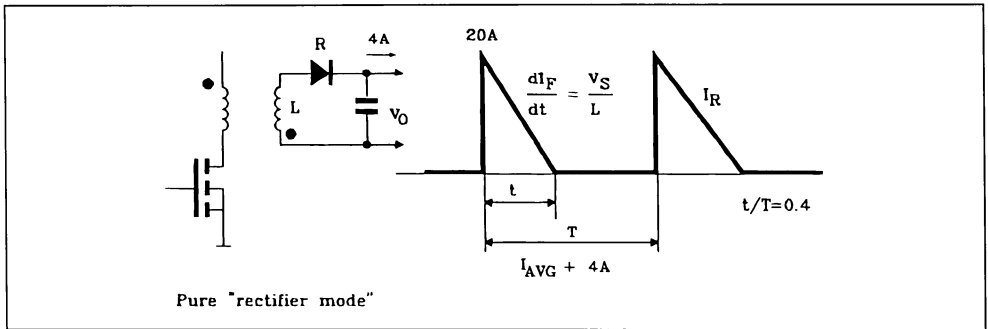 R
4A
L
V_O
20A
dI_F/dt = V_S/L
I_R
t
t/T=0.4
T
I_AVG + 4A
Pure "rectifier mode"